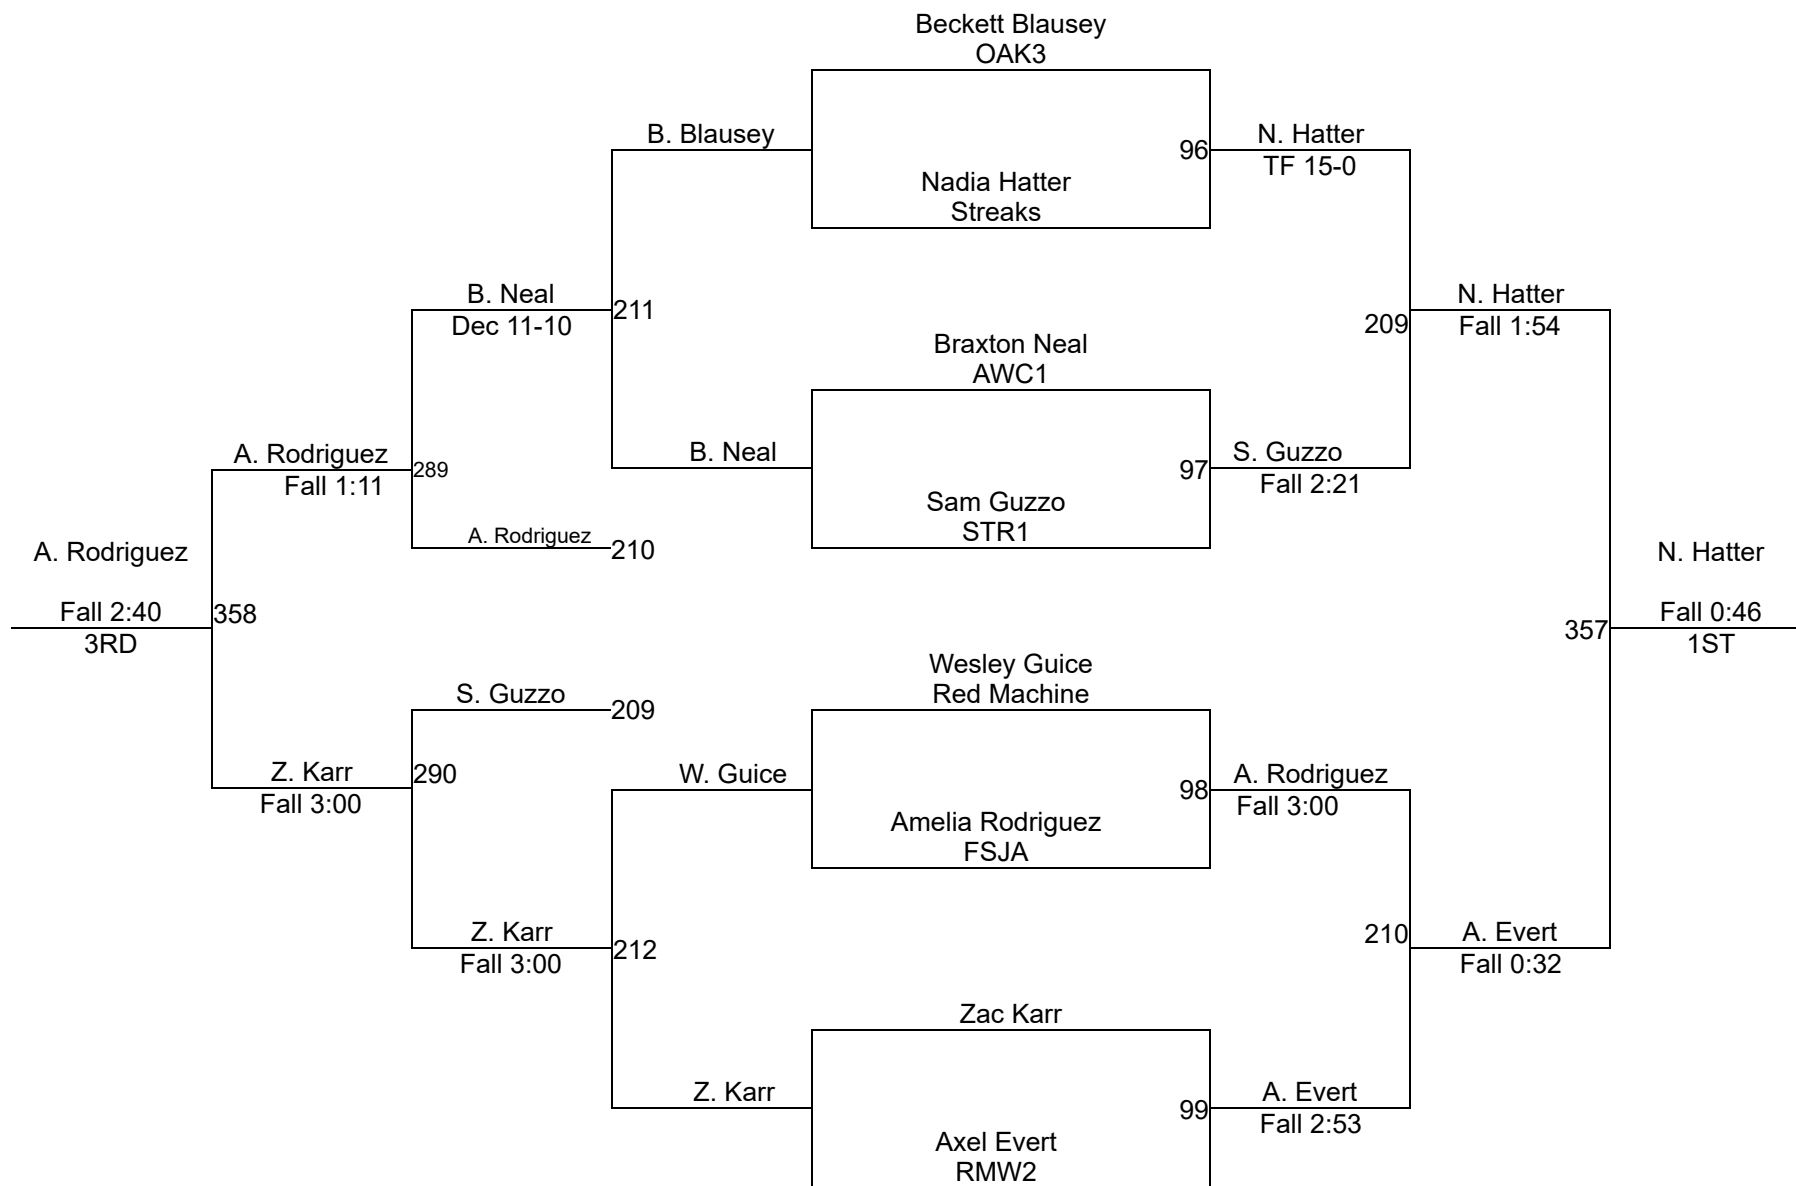 Beckett Blausey
OAK3
B. Blausey
96
N. Hatter
TF 15-0
Nadia Hatter
Streaks
B. Neal
Dec 11-10
211
N. Hatter
Fall 1:54
209
Braxton Neal
AWC1
A. Rodriguez
Fall 1:11
289
B. Neal
97
S. Guzzo
Fall 2:21
Sam Guzzo
STR1
A. Rodriguez
210
A. Rodriguez
Fall 2:40
3RD
358
N. Hatter
Fall 0:46
1ST
357
Wesley Guice
Red Machine
S. Guzzo
209
Z. Karr
Fall 3:00
290
W. Guice
98
A. Rodriguez
Fall 3:00
Amelia Rodriguez
FSJA
Z. Karr
Fall 3:00
212
210
A. Evert
Fall 0:32
Zac Karr
Z. Karr
99
A. Evert
Fall 2:53
Axel Evert
RMW2